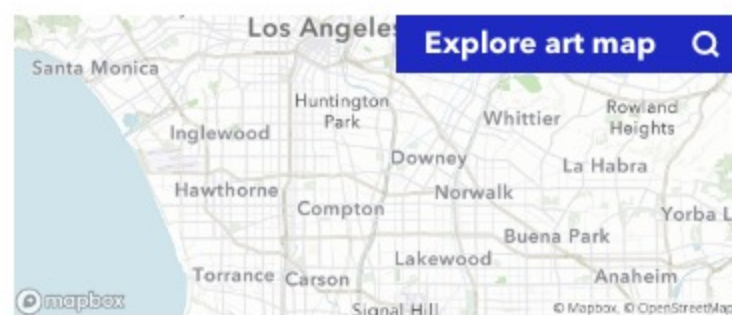 Los Angeles
Explore art map
Santa Monica
Huntington
Park
Whittier
Rowland
Heights
Inglewood
Downey
La Habra
Hawthorne
Norwalk
Compton
Yorba L
Buena Park
Lakewood
Torrance
Carson
Anaheim
Signal Hill
mapbox
© Mapbox, © OpenStreetMap